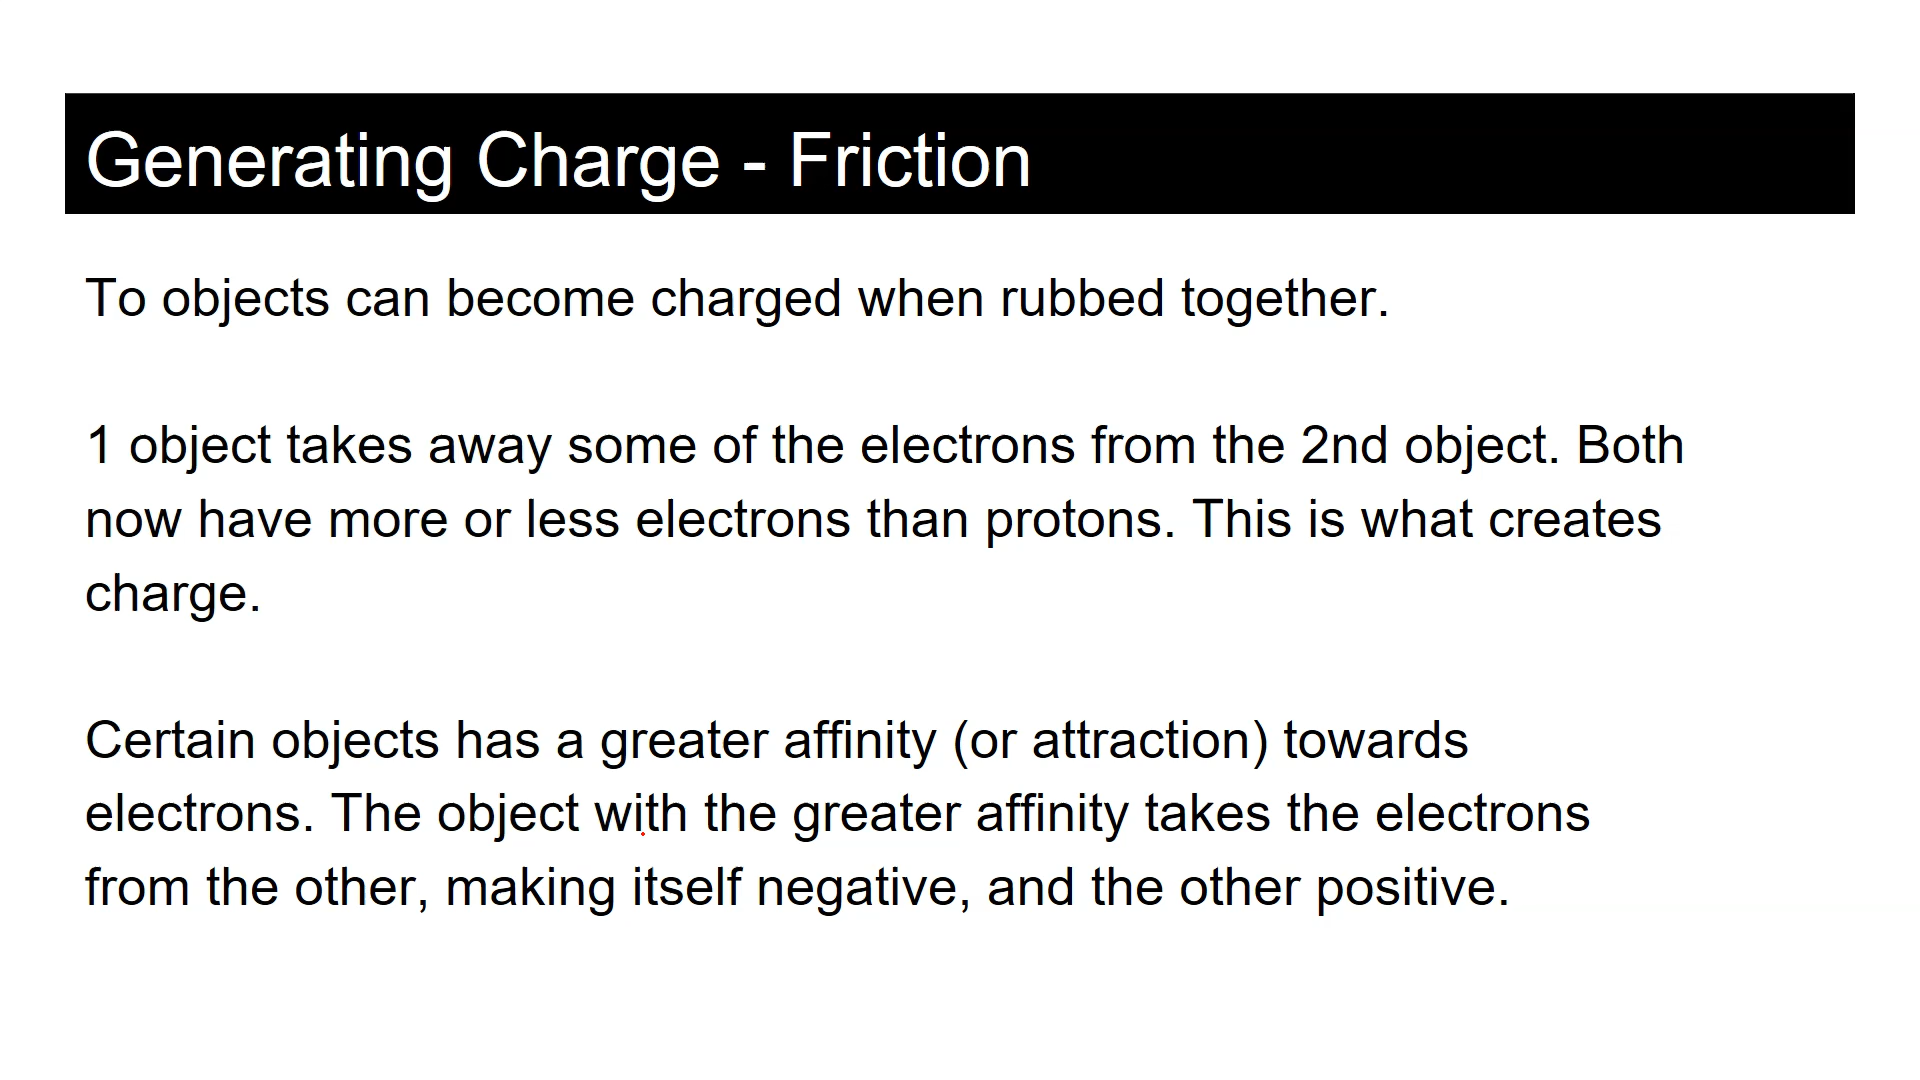 Generating Charge - Friction
To objects can become charged when rubbed together.
1 object takes away some of the electrons from the 2nd object. Both
now have more or less electrons than protons. This is what creates
charge.
Certain objects has a greater affinity (or attraction) towards
electrons. The object with the greater affinity takes the electrons
from the other, making itself negative, and the other positive.